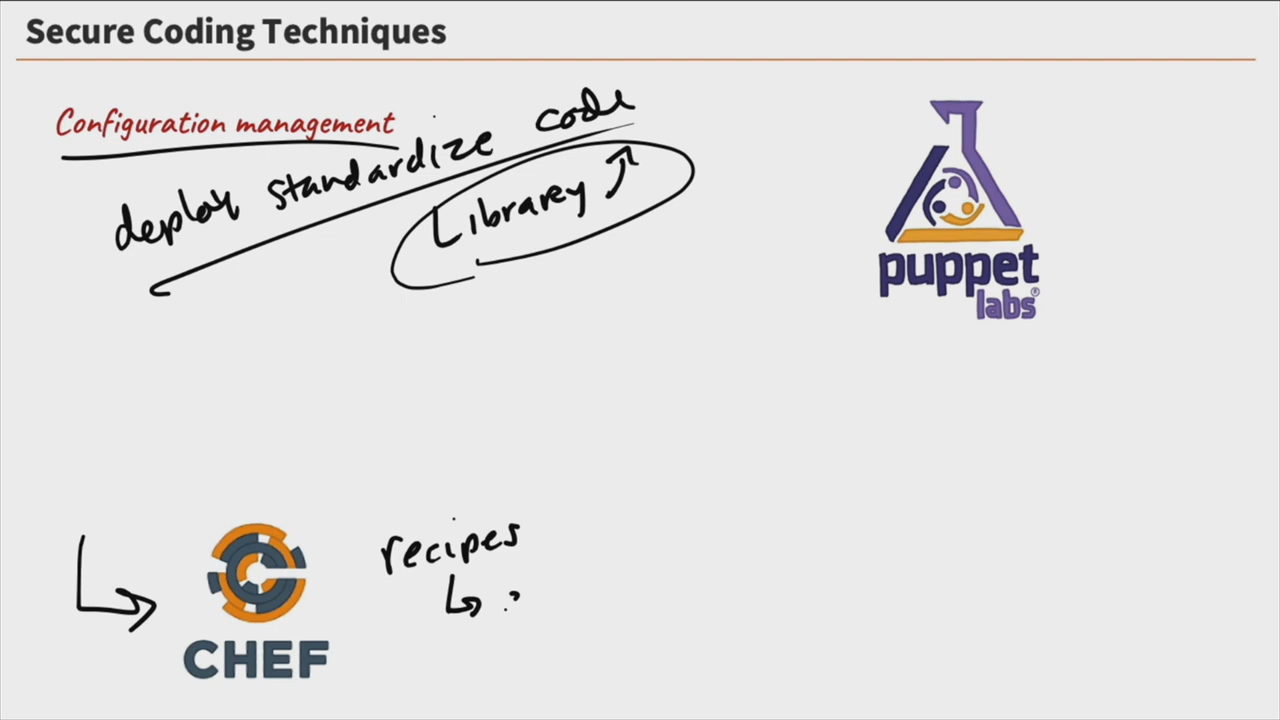 Secure Coding Techniques
Configuration management
deploy standardize code
Library
puppet
labs®
recipes
CHEF